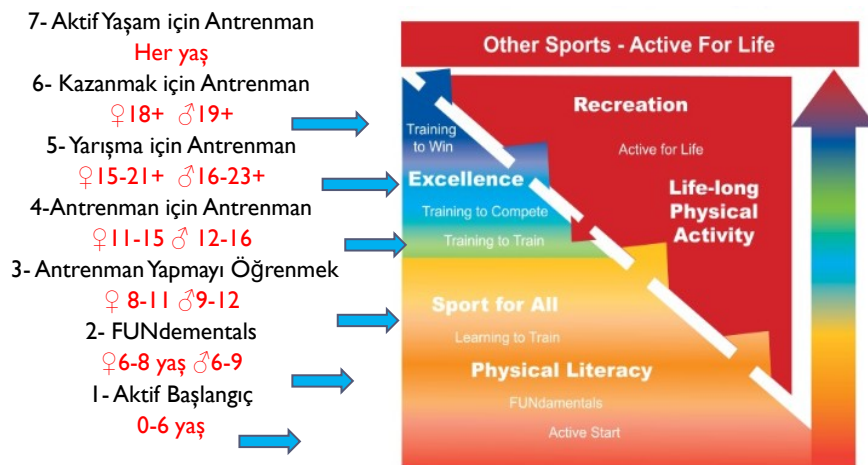 7- Aktif Yaşam için Antrenman
Her yaş
6- Kazanmak için Antrenman
♀18+ ♂19+
5- Yarışma için Antrenman
♀15-21+ ♂16-23+
4-Antrenman için Antrenman
♀11-15 ♂ 12-16
3- Antrenman Yapmayı Öğrenmek
♀ 8-11 ♂9-12
2- FUNdementals
♀6-8 yaş ♂6-9
1- Aktif Başlangıç
0-6 yaş
Other Sports - Active For Life
Recreation
Active for Life
Life-long
Physical
Activity
Training
to Win
Excellence
Training to Compete
Training to Train
Sport for All
Learning to Train
Physical Literacy
FUNdamentals
Active Start